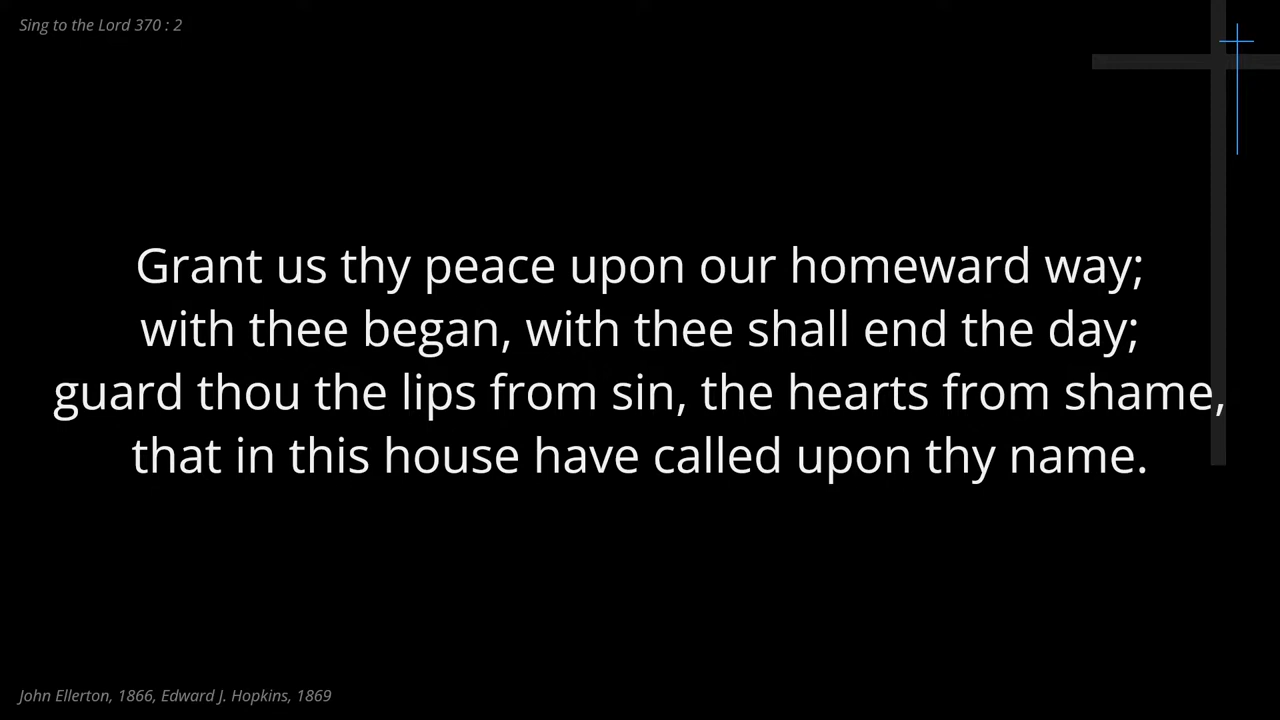 Sing to the Lord 370 : 2
Grant us thy peace upon our homeward way;
with thee began, with thee shall end the day;
guard thou the lips from sin, the hearts from shame,
that in this house have called upon thy name.
John Ellerton, 1866, Edward J. Hopkins, 1869